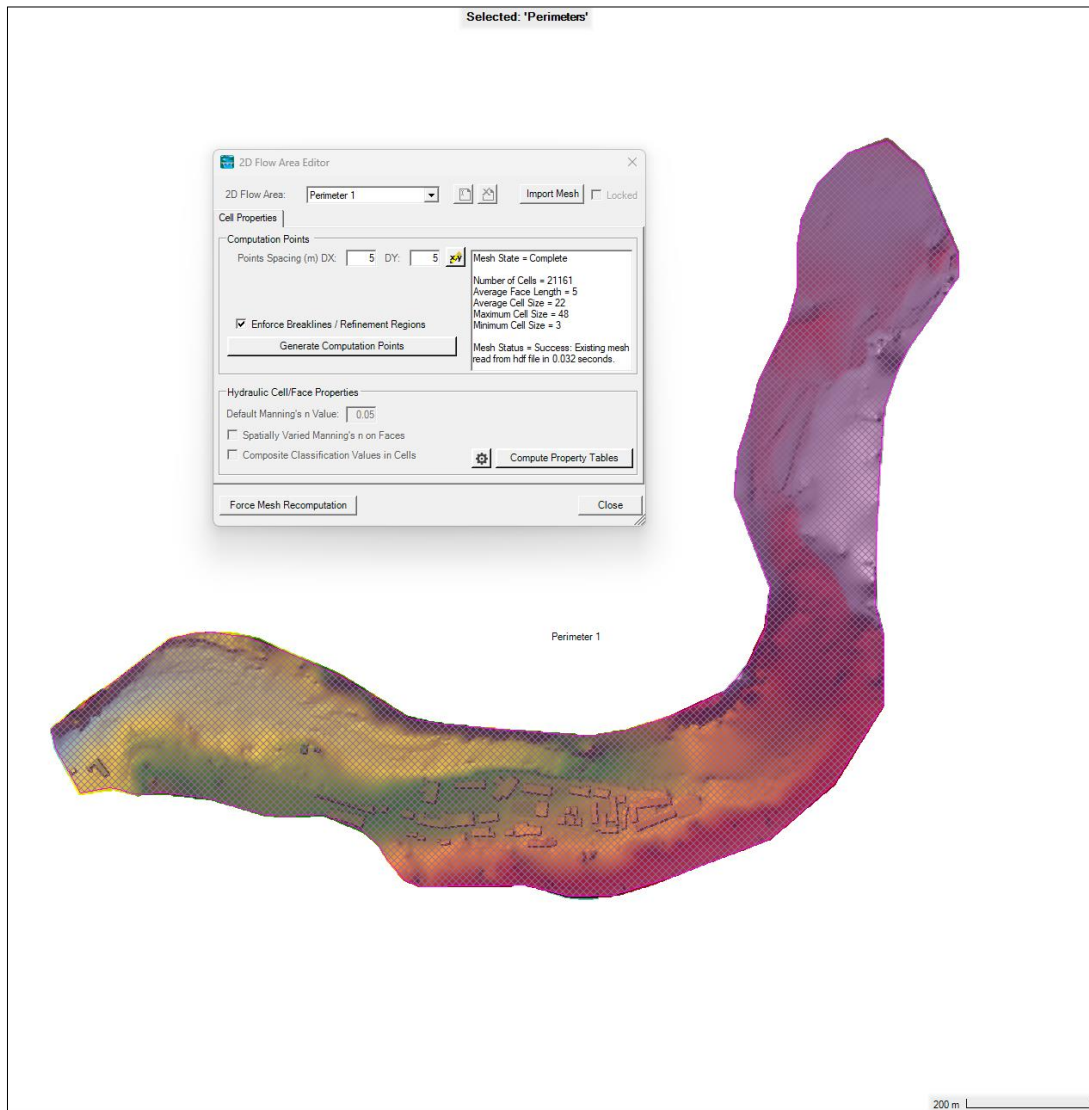 Selected: 'Perimeters'
2D Flow Area Editor
2D Flow Area: Perimeter 1 Import Mesh Locked
Cell Properties
Computation Points
Points Spacing (m) DX: 5 DY: 5
Mesh State = Complete
Number of Cells = 21161
Average Face Length = 5
Average Cell Size = 22
Maximum Cell Size = 48
Minimum Cell Size = 3
Mesh Status = Success: Existing mesh
read from hdf file in 0.032 seconds.
Enforce Breaklines / Refinement Regions
Generate Computation Points
Hydraulic Cell/Face Properties
Default Manning's n Value: 0.05
Spatially Varied Manning's n on Faces
Composite Classification Values in Cells
Compute Property Tables
Force Mesh Recomputation Close
Perimeter 1
200 m